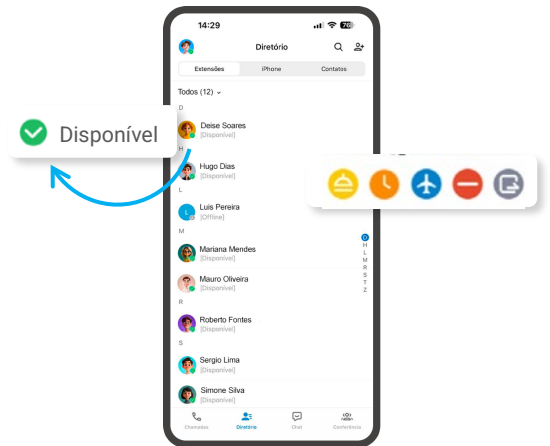 14:29
76
Diretório
Extensões iPhone Contatos
Todos (12)
D
Deise Soares
[Disponível]
Disponível
H
Hugo Dias
[Disponível]
L
Luis Pereira
[Offline]
M
Mariana Mendes
[Disponível]
Mauro Oliveira
[Disponível]
R
Roberto Fontes
[Disponível]
S
Sergio Lima
[Disponível]
Simone Silva
[Disponível]
D
H
L
M
R
S
T
Z
Chamadas Diretório Chat Conferência